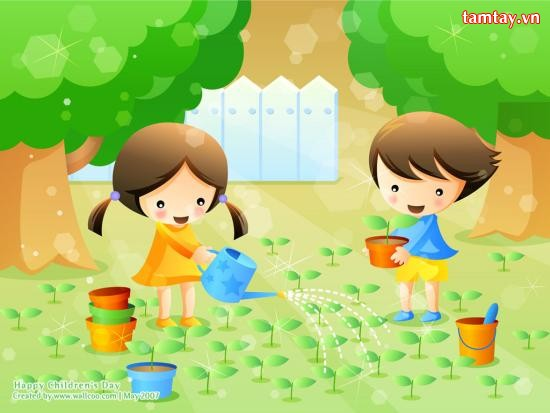 tamtay.vn
Happy Children's Day
Created by www.wallcoo.com | May 2007